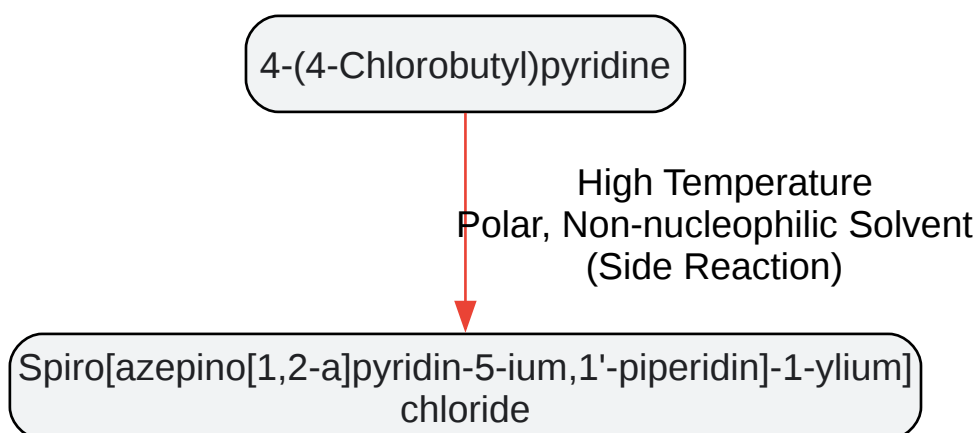 4-(4-Chlorobutyl)pyridine
High Temperature
Polar, Non-nucleophilic Solvent
(Side Reaction)
Spiro[azepino[1,2-a]pyridin-5-ium,1'-piperidin]-1-ylium]
chloride